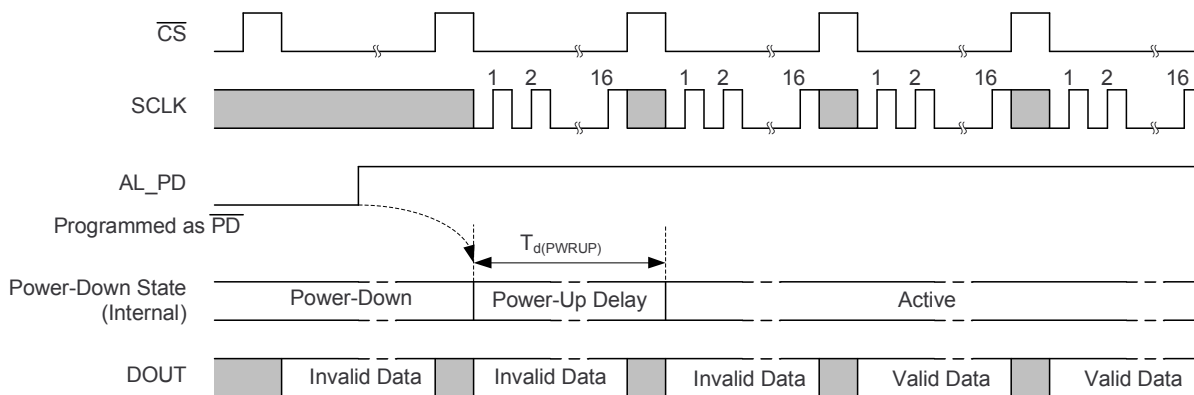 CS
1 2 16 1 2 16 1 2 16 1 2 16
SCLK
AL_PD
Programmed as PD
T_d(PWRUP)
Power-Down State
(Internal)
Power-Down Power-Up Delay Active
DOUT
Invalid Data Invalid Data Invalid Data Valid Data Valid Data